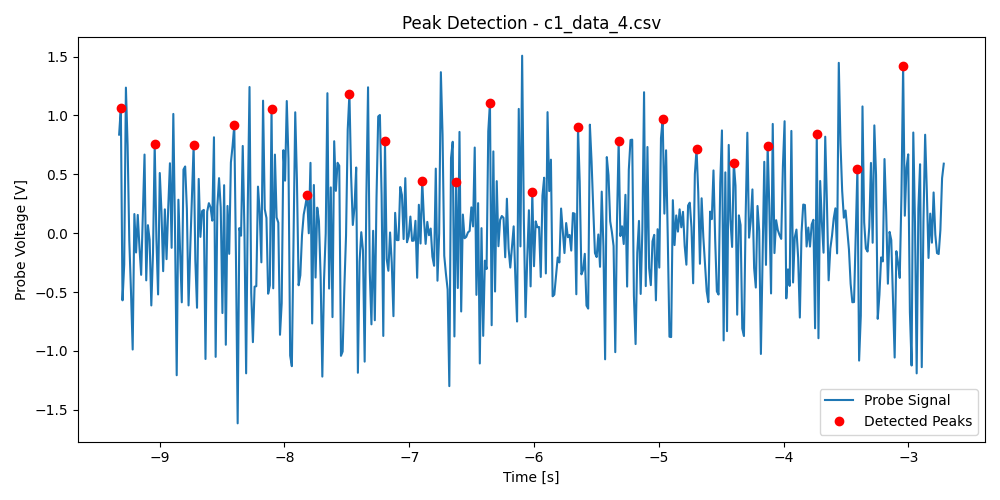 Peak Detection - c1_data_4.csv
Probe Voltage [V]
1.5
1.0
0.5
0.0
−0.5
−1.0
−1.5
−9
−8
−7
−6
−5
−4
−3
Time [s]
Probe Signal
Detected Peaks